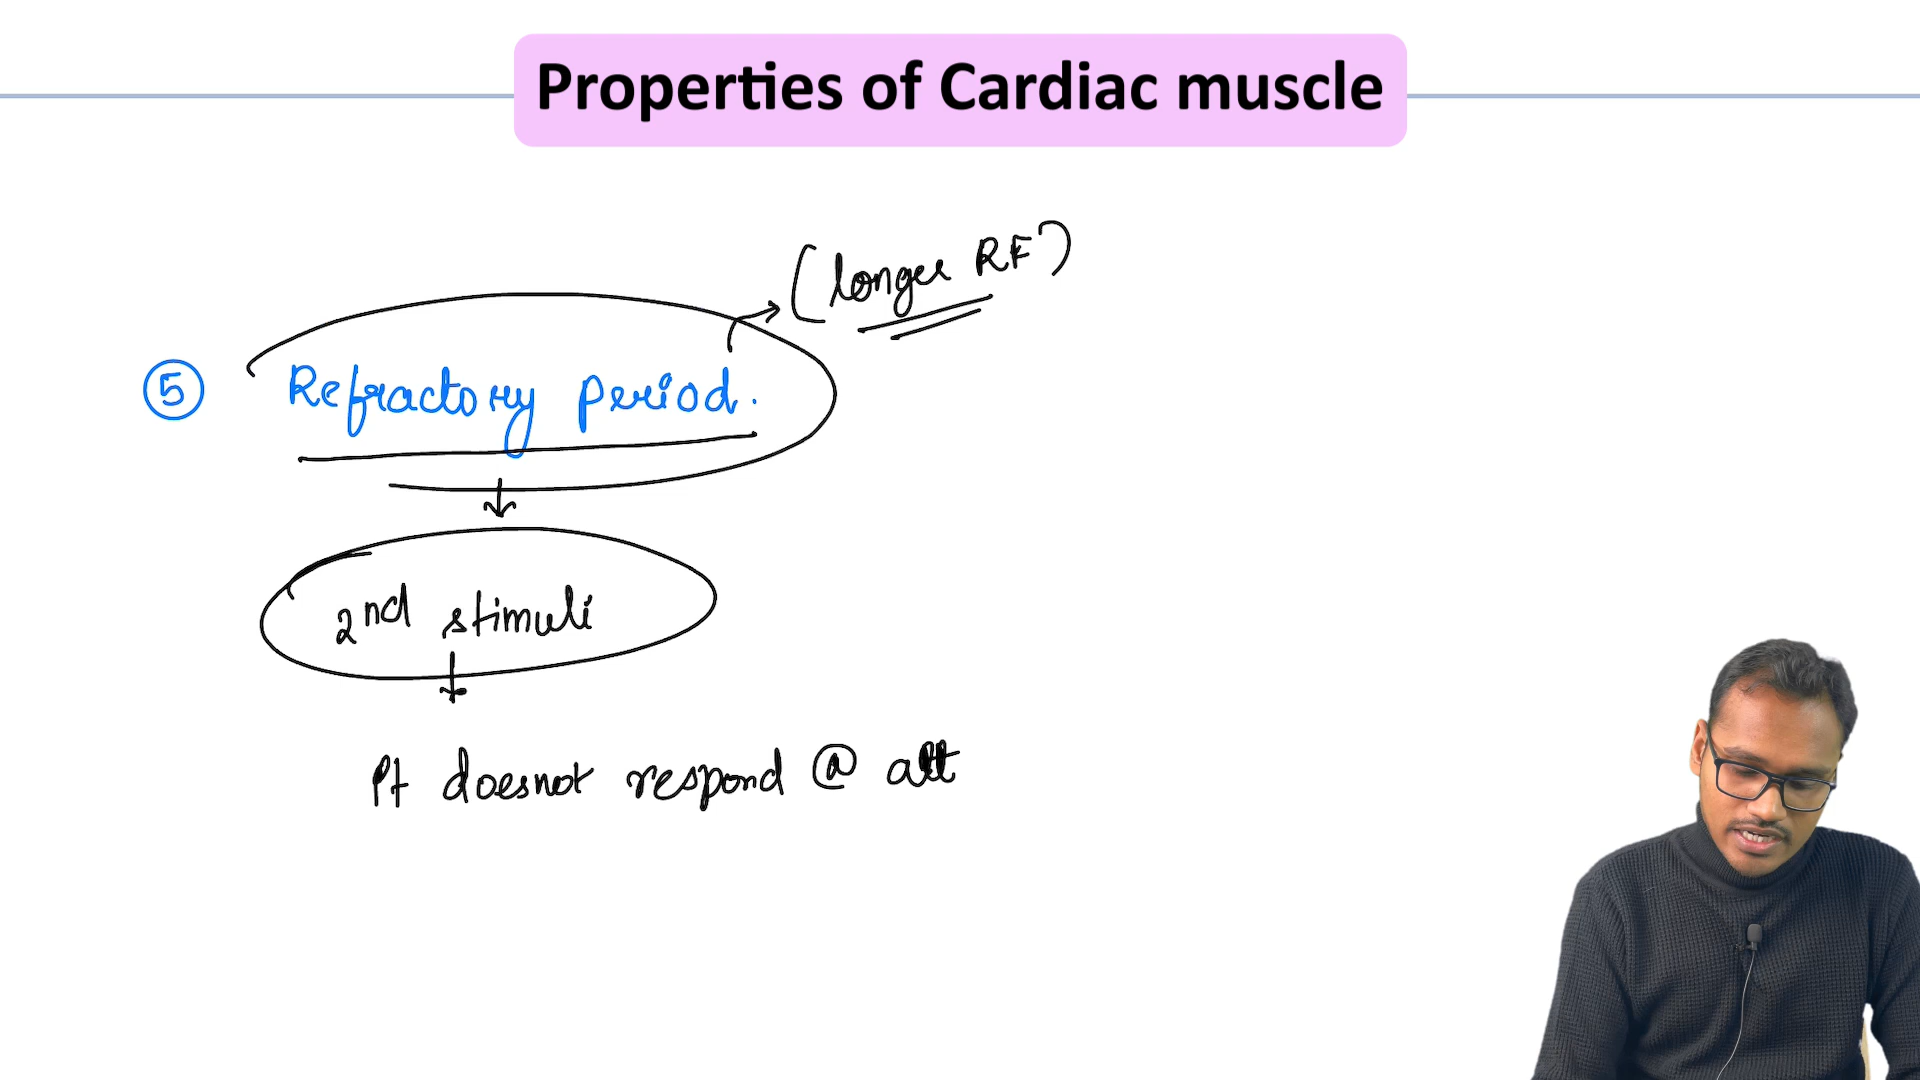 Properties of Cardiac muscle
(longer RF)
5 Refractory period.
2nd stimuli
It doesnot respond @ all